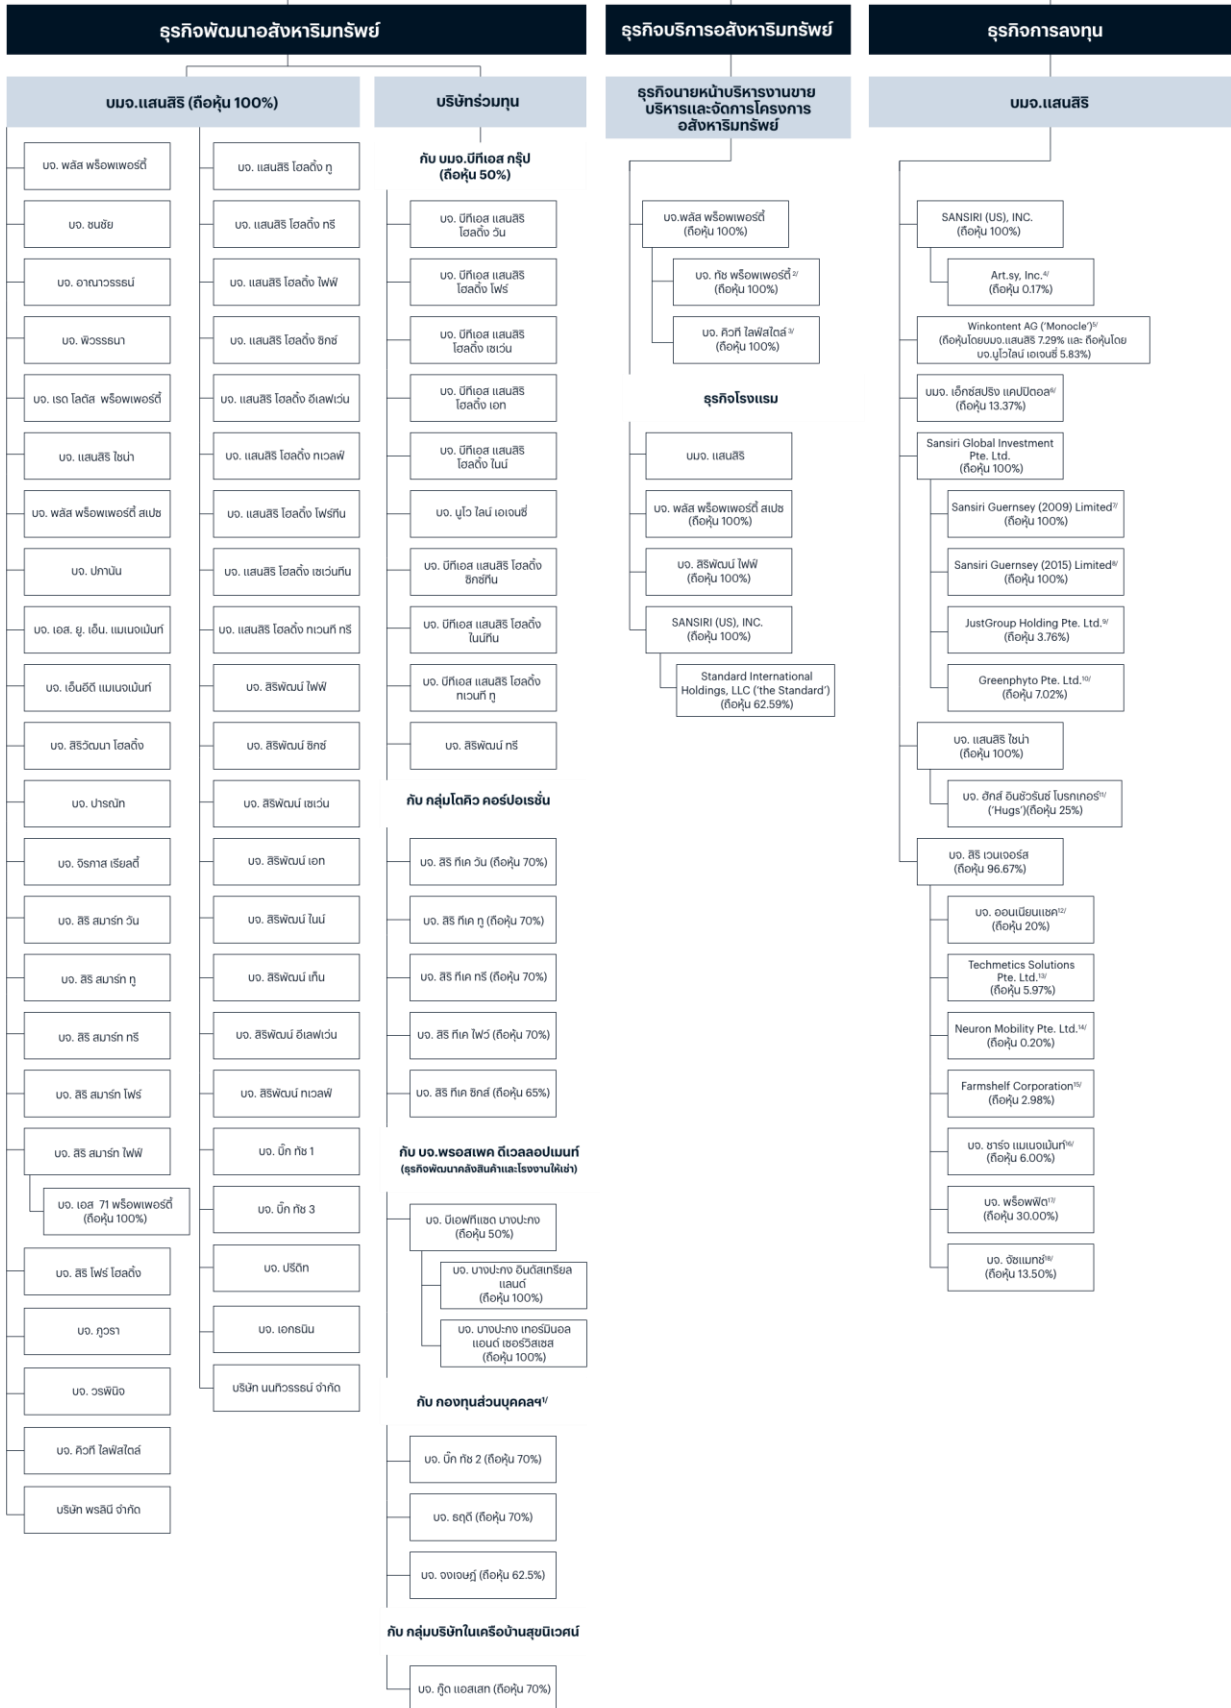 ธุรกิจพัฒนาอสังหาริมทรัพย์
บมจ.แสนสิริ (ถือหุ้น 100%)
บจ. พลัส พร็อพเพอร์ตี้
บจ. ชนชัย
บจ. อาณาวรรธน์
บจ. พิวรรธนา
บจ. เรด โลตัส พร็อพเพอร์ตี้
บจ. แสนสิริ ไชน่า
บจ. พลัส พร็อพเพอร์ตี้ สเปซ
บจ. ปภานัน
บจ. เอส. ยู. เอ็น. แมเนจเม้นท์
บจ. เอ็นอีดี แมเนจเม้นท์
บจ. สิริวัฒนา โฮลดิ้ง
บจ. ปารณัท
บจ. จิรภาส เรียลตี้
บจ. สิริ สมาร์ท วัน
บจ. สิริ สมาร์ท ทู
บจ. สิริ สมาร์ท ทรี
บจ. สิริ สมาร์ท โฟร์
บจ. สิริ สมาร์ท ไฟฟ์
บจ. เอส 71 พร็อพเพอร์ตี้
(ถือหุ้น 100%)
บจ. สิริ โฟร์ โฮลดิ้ง
บจ. ภูวรา
บจ. วรพินิจ
บจ. คิวที ไลฟ์สไตล์
บริษัท พรลินี จำกัด
บจ. แสนสิริ โฮลดิ้ง ทู
บจ. แสนสิริ โฮลดิ้ง ทรี
บจ. แสนสิริ โฮลดิ้ง ไฟฟ์
บจ. แสนสิริ โฮลดิ้ง ซิกซ์
บจ. แสนสิริ โฮลดิ้ง อีเลฟเว่น
บจ. แสนสิริ โฮลดิ้ง ทเวลฟ์
บจ. แสนสิริ โฮลดิ้ง โฟร์ทีน
บจ. แสนสิริ โฮลดิ้ง เซเว่นทีน
บจ. แสนสิริ โฮลดิ้ง ทเวนที ทรี
บจ. สิริพัฒน์ ไฟฟ์
บจ. สิริพัฒน์ ซิกซ์
บจ. สิริพัฒน์ เซเว่น
บจ. สิริพัฒน์ เอท
บจ. สิริพัฒน์ ไนน์
บจ. สิริพัฒน์ เท็น
บจ. สิริพัฒน์ อีเลฟเว่น
บจ. สิริพัฒน์ ทเวลฟ์
บจ. บิ๊ก ทัช 1
บจ. บิ๊ก ทัช 3
บจ. ปรีดิท
บจ. เอกธนิน
บริษัท นนทิวรรธน์ จำกัด
บริษัทร่วมทุน
กับ บมจ.บีทีเอส กรุ๊ป
(ถือหุ้น 50%)
บจ. บีทีเอส แสนสิริ
โฮลดิ้ง วัน
บจ. บีทีเอส แสนสิริ
โฮลดิ้ง โฟร์
บจ. บีทีเอส แสนสิริ
โฮลดิ้ง เซเว่น
บจ. บีทีเอส แสนสิริ
โฮลดิ้ง เอท
บจ. บีทีเอส แสนสิริ
โฮลดิ้ง ไนน์
บจ. นูโว ไลน์ เอเจนซี่
บจ. บีทีเอส แสนสิริ โฮลดิ้ง
ซิกซ์ทีน
บจ. บีทีเอส แสนสิริ โฮลดิ้ง
ไนน์ทีน
บจ. บีทีเอส แสนสิริ โฮลดิ้ง
ทเวนที ทู
บจ. สิริพัฒน์ ทรี
กับ กลุ่มโตคิว คอร์ปอเรชั่น
บจ. สิริ ทีเค วัน (ถือหุ้น 70%)
บจ. สิริ ทีเค ทู (ถือหุ้น 70%)
บจ. สิริ ทีเค ทรี (ถือหุ้น 70%)
บจ. สิริ ทีเค ไฟว์ (ถือหุ้น 70%)
บจ. สิริ ทีเค ซิกส์ (ถือหุ้น 65%)
กับ บจ.พรอสเพค ดีเวลลอปเมนท์
(ธุรกิจพัฒนาคลังสินค้าและโรงงานให้เช่า)
บจ. บีเอฟทีแซด บางปะกง
(ถือหุ้น 50%)
บจ. บางปะกง อินดัสเทรียล
แลนด์
(ถือหุ้น 100%)
บจ. บางปะกง เทอร์มินอล
แอนด์ เซอร์วิสเซส
(ถือหุ้น 100%)
กับ กองทุนส่วนบุคคลฯ¹/
บจ. บิ๊ก ทัช 2 (ถือหุ้น 70%)
บจ. ธฤดี (ถือหุ้น 70%)
บจ. จงเจษฎ์ (ถือหุ้น 62.5%)
กับ กลุ่มบริษัทในเครือบ้านสุขนิเวศน์
บจ. กู๊ด แอสเสท (ถือหุ้น 70%)
ธุรกิจบริการอสังหาริมทรัพย์
ธุรกิจนายหน้าบริหารงานขาย
บริหารและจัดการโครงการ
อสังหาริมทรัพย์
บจ.พลัส พร็อพเพอร์ตี้
(ถือหุ้น 100%)
บจ. ทัช พร็อพเพอร์ตี้ ²/
(ถือหุ้น 100%)
บจ. คิวที ไลฟ์สไตล์ ³/
(ถือหุ้น 100%)
ธุรกิจโรงแรม
บมจ. แสนสิริ
บจ. พลัส พร็อพเพอร์ตี้ สเปซ
(ถือหุ้น 100%)
บจ. สิริพัฒน์ ไฟฟ์
(ถือหุ้น 100%)
SANSIRI (US), INC.
(ถือหุ้น 100%)
Standard International
Holdings, LLC (‘the Standard’)
(ถือหุ้น 62.59%)
ธุรกิจการลงทุน
บมจ.แสนสิริ
SANSIRI (US), INC.
(ถือหุ้น 100%)
Art.sy, Inc.⁴/
(ถือหุ้น 0.17%)
Winkontent AG (‘Monocle’)⁵/
(ถือหุ้นโดยบมจ.แสนสิริ 7.29% และ ถือหุ้นโดย
บจ.นูโวไลน์ เอเจนซี่ 5.83%)
บมจ. เอ็กซ์สปริง แคปปิตอล⁶/
(ถือหุ้น 13.37%)
Sansiri Global Investment
Pte. Ltd.
(ถือหุ้น 100%)
Sansiri Guernsey (2009) Limited⁷/
(ถือหุ้น 100%)
Sansiri Guernsey (2015) Limited⁸/
(ถือหุ้น 100%)
JustGroup Holding Pte. Ltd.⁹/
(ถือหุ้น 3.76%)
Greenphyto Pte. Ltd.¹⁰/
(ถือหุ้น 7.02%)
บจ. แสนสิริ ไชน่า
(ถือหุ้น 100%)
บจ. ฮักส์ อินชัวรันซ์ โบรกเกอร์¹¹/
(‘Hugs’)(ถือหุ้น 25%)
บจ. สิริ เวนเจอร์ส
(ถือหุ้น 96.67%)
บจ. ออนเนียนแชค¹²/
(ถือหุ้น 20%)
Techmetics Solutions
Pte. Ltd.¹³/
(ถือหุ้น 5.97%)
Neuron Mobility Pte. Ltd.¹⁴/
(ถือหุ้น 0.20%)
Farmshelf Corporation¹⁵/
(ถือหุ้น 2.98%)
บจ. ชาร์จ แมเนจเม้นท์¹⁶/
(ถือหุ้น 6.00%)
บจ. พร็อพฟิต¹⁷/
(ถือหุ้น 30.00%)
บจ. จัซแมทช์¹⁸/
(ถือหุ้น 13.50%)